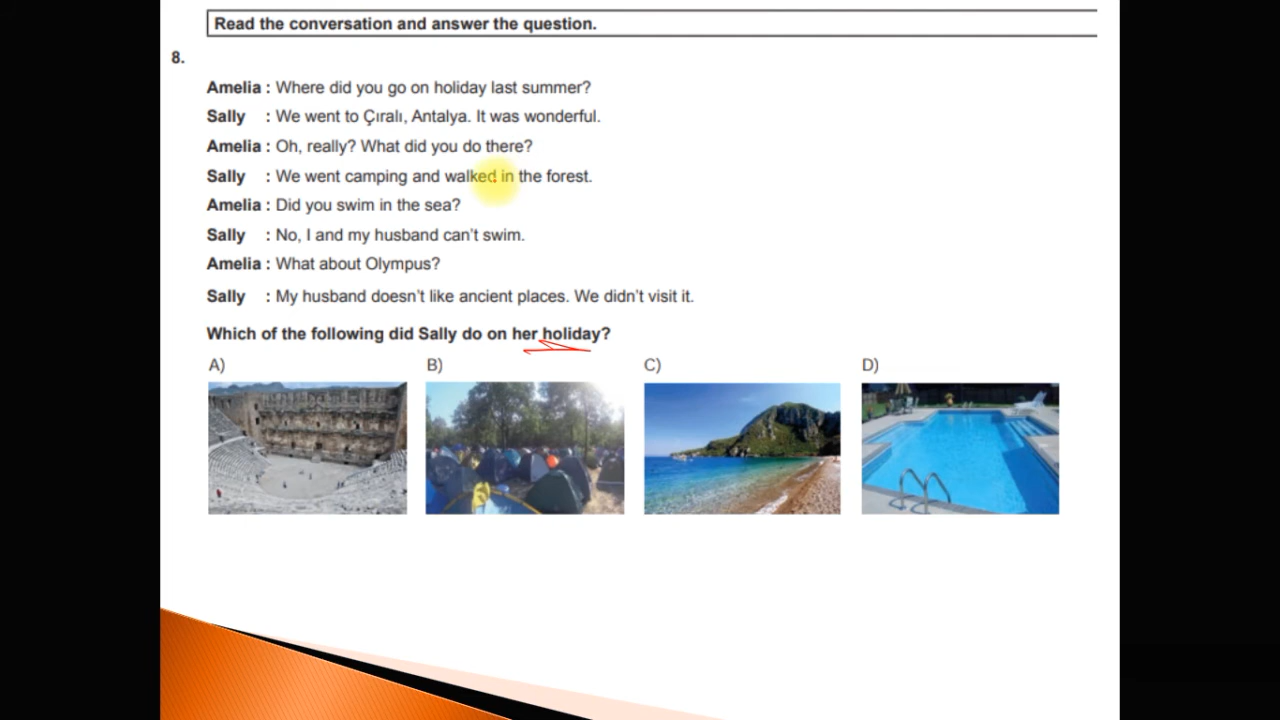 Read the conversation and answer the question.
8.
Amelia : Where did you go on holiday last summer?
Sally : We went to Çıralı, Antalya. It was wonderful.
Amelia : Oh, really? What did you do there?
Sally : We went camping and walked in the forest.
Amelia : Did you swim in the sea?
Sally : No, I and my husband can't swim.
Amelia : What about Olympus?
Sally : My husband doesn't like ancient places. We didn't visit it.
Which of the following did Sally do on her holiday?
A) B) C) D)